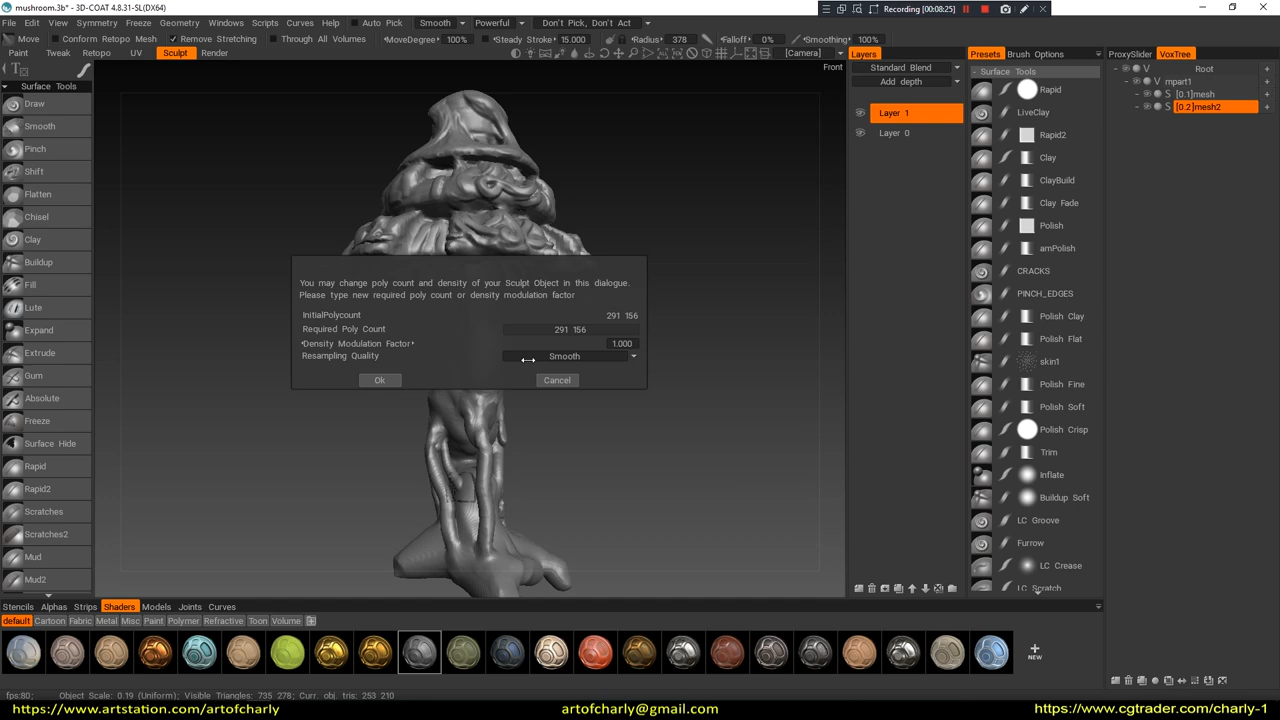 mushroom.3b* - 3D-COAT 4.8.31-SL(DX64)
Recording [00:08:25]
File Edit View Symmetry Freeze Geometry Windows Scripts Curves Help Auto Pick Smooth Powerful Don't Pick, Don't Act
Move Conform Retopo Mesh Remove Stretching Through All Volumes MoveDegree 100% Steady Stroke 15.000 Radius 378 Falloff 0% Smoothing 100%
Paint Tweak Retopo UV Sculpt Render [Camera]
Surface Tools
Draw
Smooth
Pinch
Shift
Flatten
Chisel
Clay
Buildup
Fill
Lute
Expand
Extrude
Gum
Absolute
Freeze
Surface Hide
Rapid
Rapid2
Scratches
Scratches2
Mud
Mud2
Front
You may change poly count and density of your Sculpt Object in this dialogue.
Please type new required poly count or density modulation factor
InitialPolycount 291 156
Required Poly Count 291 156
Density Modulation Factor 1.000
Resampling Quality Smooth
Ok Cancel
Layers
Standard Blend
Add depth
Layer 1
Layer 0
Presets Brush Options
- Surface Tools
Rapid
LiveClay
Rapid2
Clay
ClayBuild
Clay Fade
Polish
amPolish
CRACKS
PINCH_EDGES
Polish Clay
Polish Flat
skin1
Polish Fine
Polish Soft
Polish Crisp
Trim
Inflate
Buildup Soft
LC Groove
Furrow
LC Crease
LC Scratch
ProxySlider VoxTree
V Root +
V mpart1 +
S [0.1]mesh +
S [0.2]mesh2 +
Stencils Alphas Strips Shaders Models Joints Curves
default Cartoon Fabric Metal Misc Paint Polymer Refractive Toon Volume
NEW
fps:80; Object Scale: 0.19 (Uniform); Visible Triangles: 735 278; Curr. obj. tris: 253 210
https://www.artstation.com/artofcharly artofcharly@gmail.com https://www.cgtrader.com/charly-1